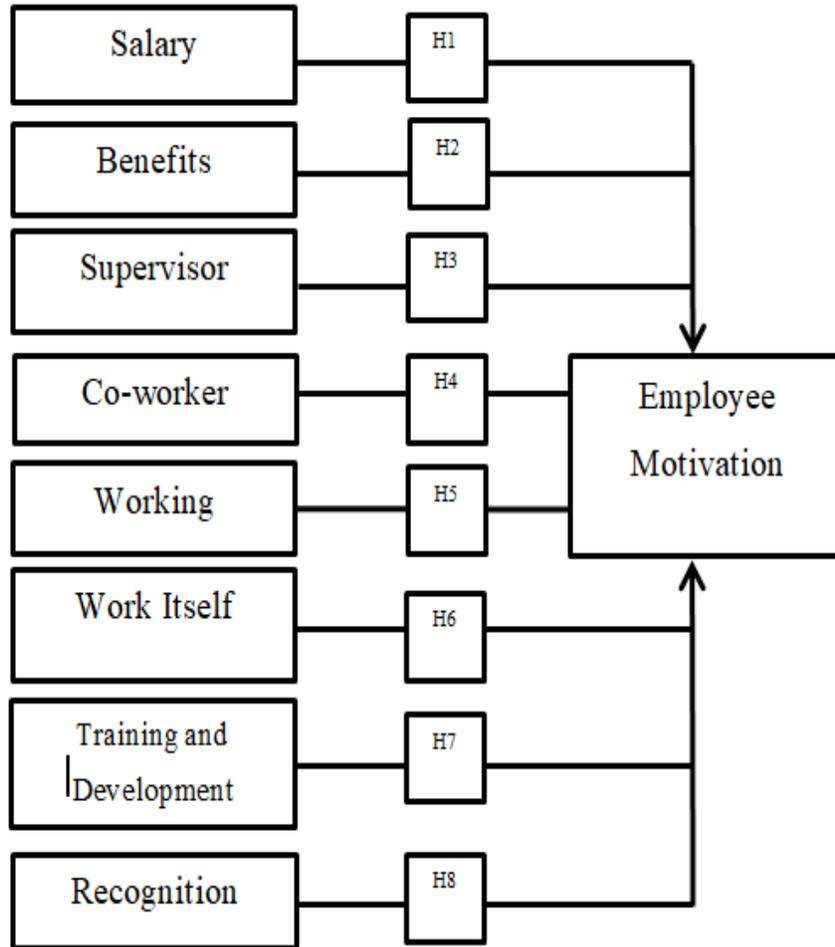 Salary
H1
Benefits
H2
Supervisor
H3
Co-worker
H4
Employee
Motivation
Working
H5
Work Itself
H6
Training and
Development
H7
Recognition
H8